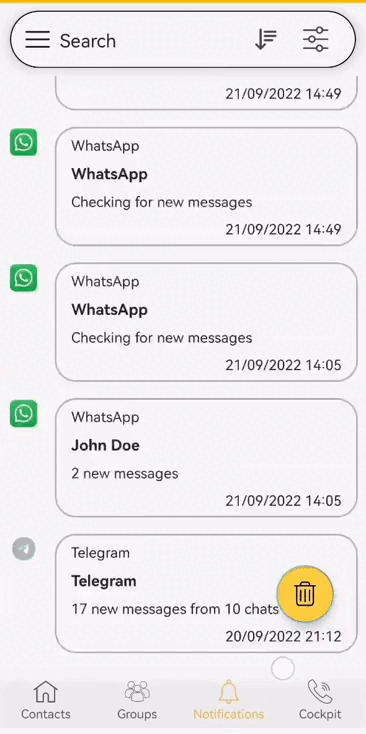 Search
21/09/2022 14:49
WhatsApp
WhatsApp
Checking for new messages
21/09/2022 14:49
WhatsApp
WhatsApp
Checking for new messages
21/09/2022 14:05
WhatsApp
John Doe
2 new messages
21/09/2022 14:05
Telegram
Telegram
17 new messages from 10 chats
20/09/2022 21:12
Contacts
Groups
Notifications
Cockpit